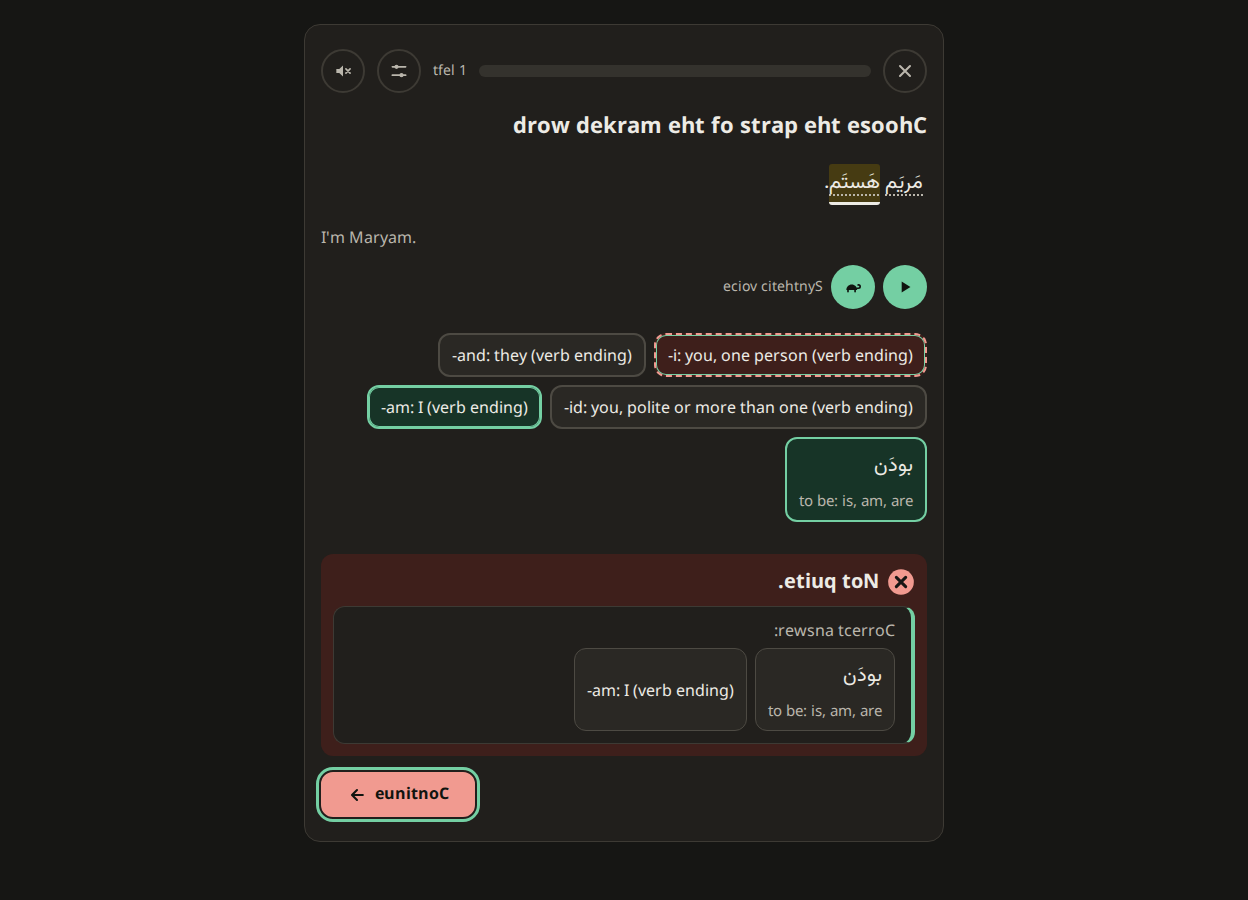 tfel 1
drow dekram eht fo strap eht esoohC
مَریَم هَستَم.
I'm Maryam.
eciov citehtnyS
-i: you, one person (verb ending)
-and: they (verb ending)
-id: you, polite or more than one (verb ending)
-am: I (verb ending)
بودَن
to be: is, am, are
.etiuq toN
:rewsna tcerroC
بودَن
to be: is, am, are
-am: I (verb ending)
eunitnoC